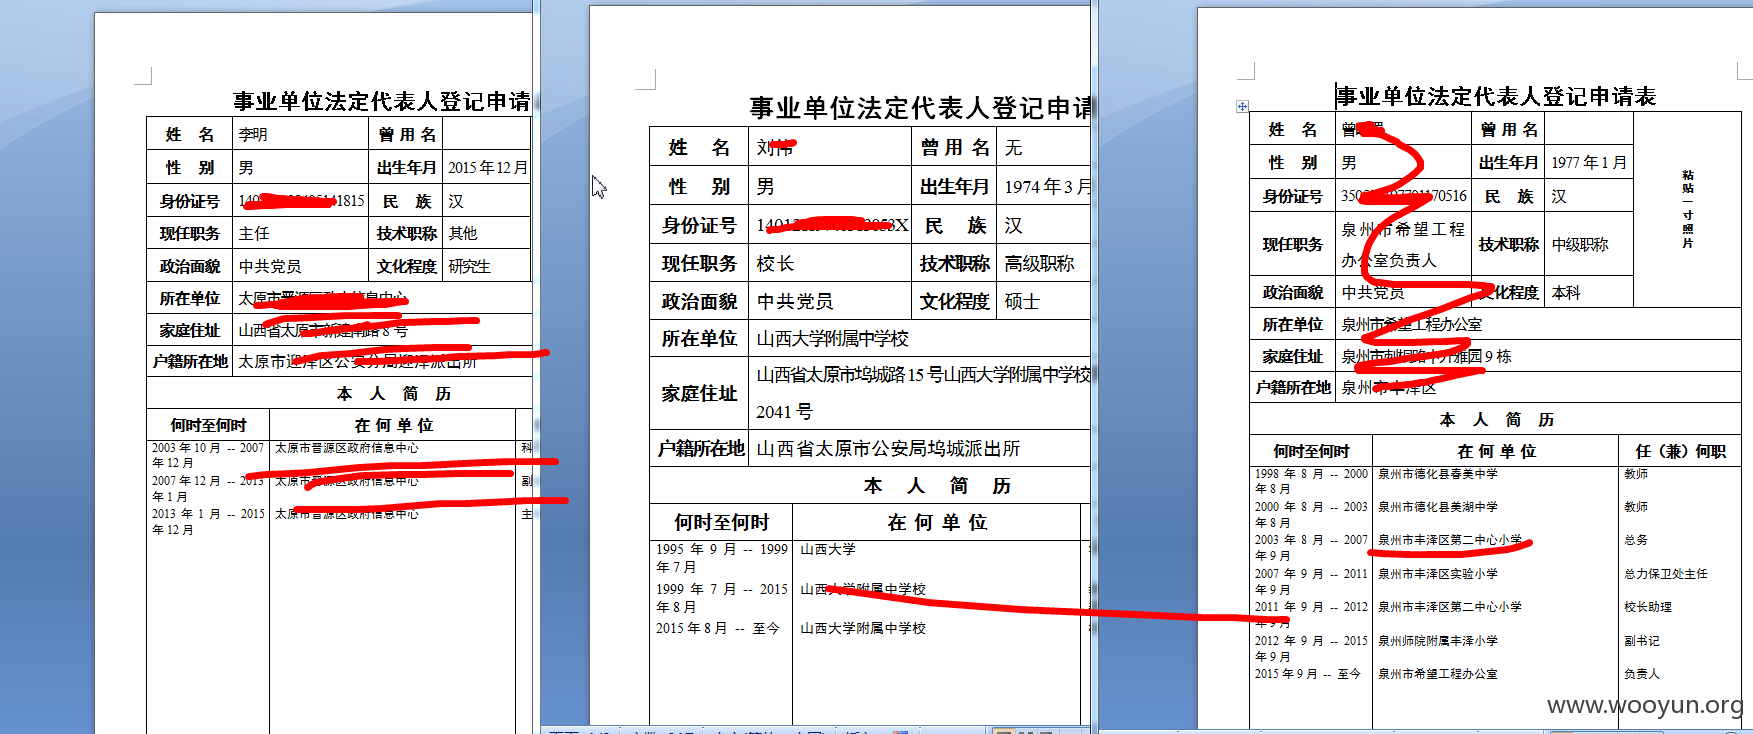 事业单位法定代表人登记申请
姓 名 李明 曾 用 名
性 别 男 出生年月 2015 年 12 月
身份证号 民 族 汉
现任职务 主任 技术职称 其他
政治面貌 中共党员 文化程度 研究生
所在单位
家庭住址 山西省太原 8 号
户籍所在地 太原市迎泽区公安分局迎泽派出所
本 人 简 历
何时至何时 在 何 单 位
2003 年 10 月 -- 2007 太原市晋源区政府信息中心 科
年 12 月
2007 年 12 月 -- 2013 太原市晋源区政府信息中心 副
年 1 月
2013 年 1 月 -- 2015 太原市晋源区政府信息中心 主
年 12 月
事业单位法定代表人登记申请
姓 名 刘 曾 用 名 无
性 别 男 出生年月 1974 年 3 月
身份证号 民 族 汉
现任职务 校长 技术职称 高级职称
政治面貌 中共党员 文化程度 硕士
所在单位 山西大学附属中学校
家庭住址 山西省太原市坞城路 15 号山西大学附属中学校
2041 号
户籍所在地 山西省太原市公安局坞城派出所
本 人 简 历
何时至何时 在 何 单 位
1995 年 9 月 -- 1999 山西大学
年 7 月
1999 年 7 月 -- 2015 山西大学附属中学校
年 8 月
2015 年 8 月 -- 至今 山西大学附属中学校
事业单位法定代表人登记申请表
姓 名 曾 曾 用 名
性 别 男 出生年月 1977 年 1 月
粘贴一寸照片
身份证号 民 族 汉
现任职务 泉州市希望工程
办公室负责人 技术职称 中级职称
政治面貌 中共党员 文化程度 本科
所在单位 泉州市希望工程办公室
家庭住址 泉州市 雅园 9 栋
户籍所在地 泉州市丰泽区
本 人 简 历
何时至何时 在 何 单 位 任（兼）何职
1998 年 8 月 -- 2000 泉州市德化县春美中学 教师
年 8 月
2000 年 8 月 -- 2003 泉州市德化县美湖中学 教师
年 8 月
2003 年 8 月 -- 2007 泉州市丰泽区第二中心小学 总务
年 9 月
2007 年 9 月 -- 2011 泉州市丰泽区实验小学 总力保卫处主任
年 9 月
2011 年 9 月 -- 2012 泉州市丰泽区第二中心小学 校长助理
年 9 月
2012 年 9 月 -- 2015 泉州师院附属丰泽小学 副书记
年 9 月
2015 年 9 月 -- 至今 泉州市希望工程办公室 负责人
www.wooyun.org